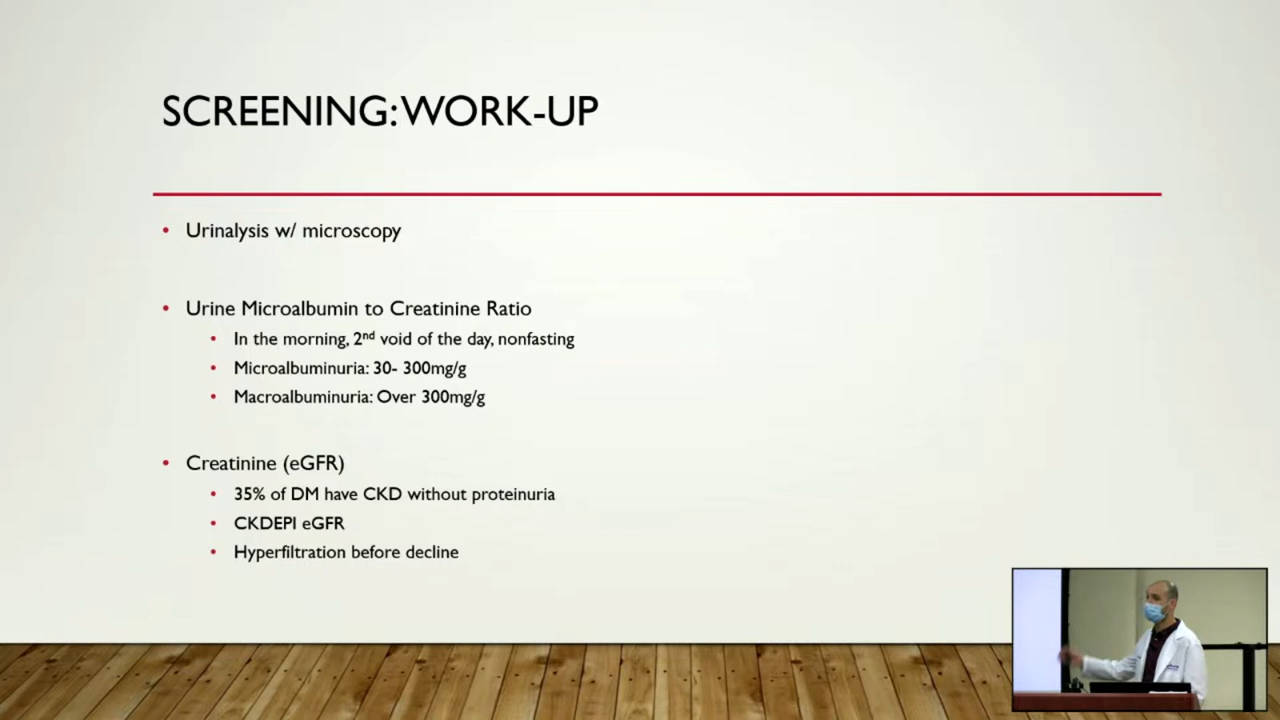 SCREENING: WORK-UP
• Urinalysis w/ microscopy
• Urine Microalbumin to Creatinine Ratio
• In the morning, 2nd void of the day, nonfasting
• Microalbuminuria: 30- 300mg/g
• Macroalbuminuria: Over 300mg/g
• Creatinine (eGFR)
• 35% of DM have CKD without proteinuria
• CKDEPI eGFR
• Hyperfiltration before decline